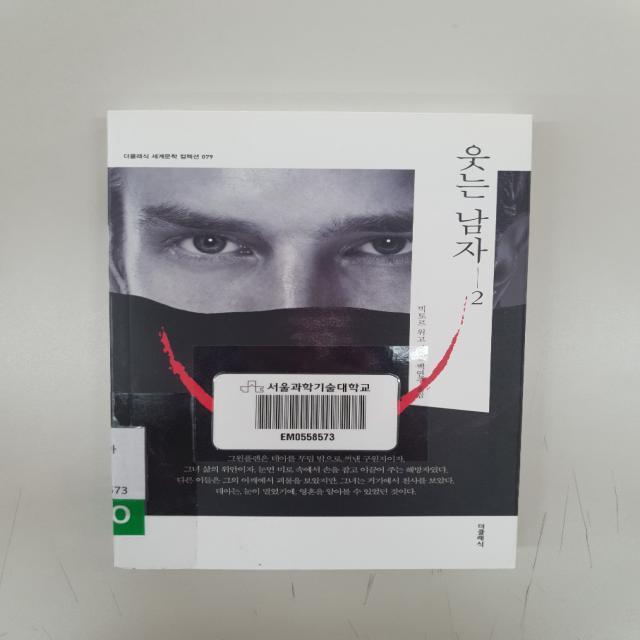 더클래식 세계문학 컬렉션 079
웃는 남자
2
빅토르 위고
서울과학기술대학교
EM0558573
그윈플렌은 데아를 무덤 밖으로 꺼낸 구원자이자,
그녀 삶의 위안이자, 눈먼 미로 속에서 손을 잡고 이끌어 주는 해방자였다.
다른 이들은 그의 어깨에서 괴물을 보았지만, 그녀는 거기에서 천사를 보았다.
데아는, 눈이 멀었기에, 영혼을 알아볼 수 있었던 것이다.
573
O
더클래식